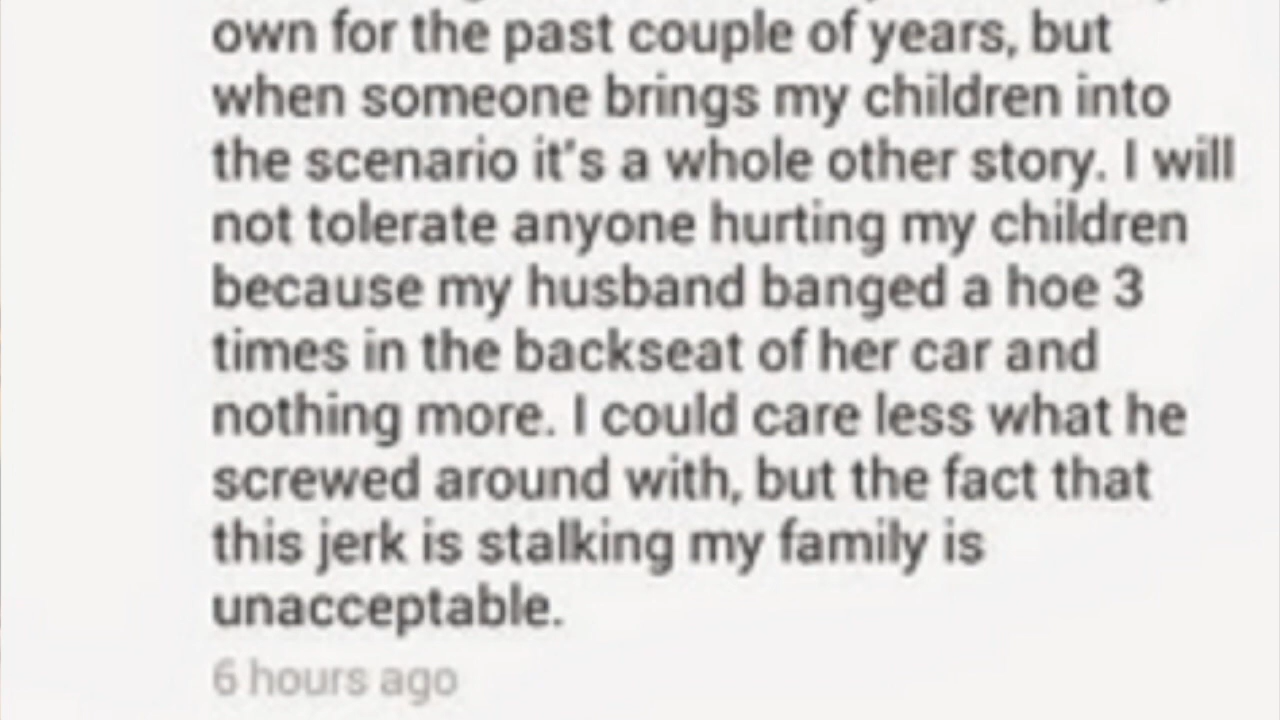 own for the past couple of years, but
when someone brings my children into
the scenario it's a whole other story. I will
not tolerate anyone hurting my children
because my husband banged a hoe 3
times in the backseat of her car and
nothing more. I could care less what he
screwed around with, but the fact that
this jerk is stalking my family is
unacceptable.
6 hours ago